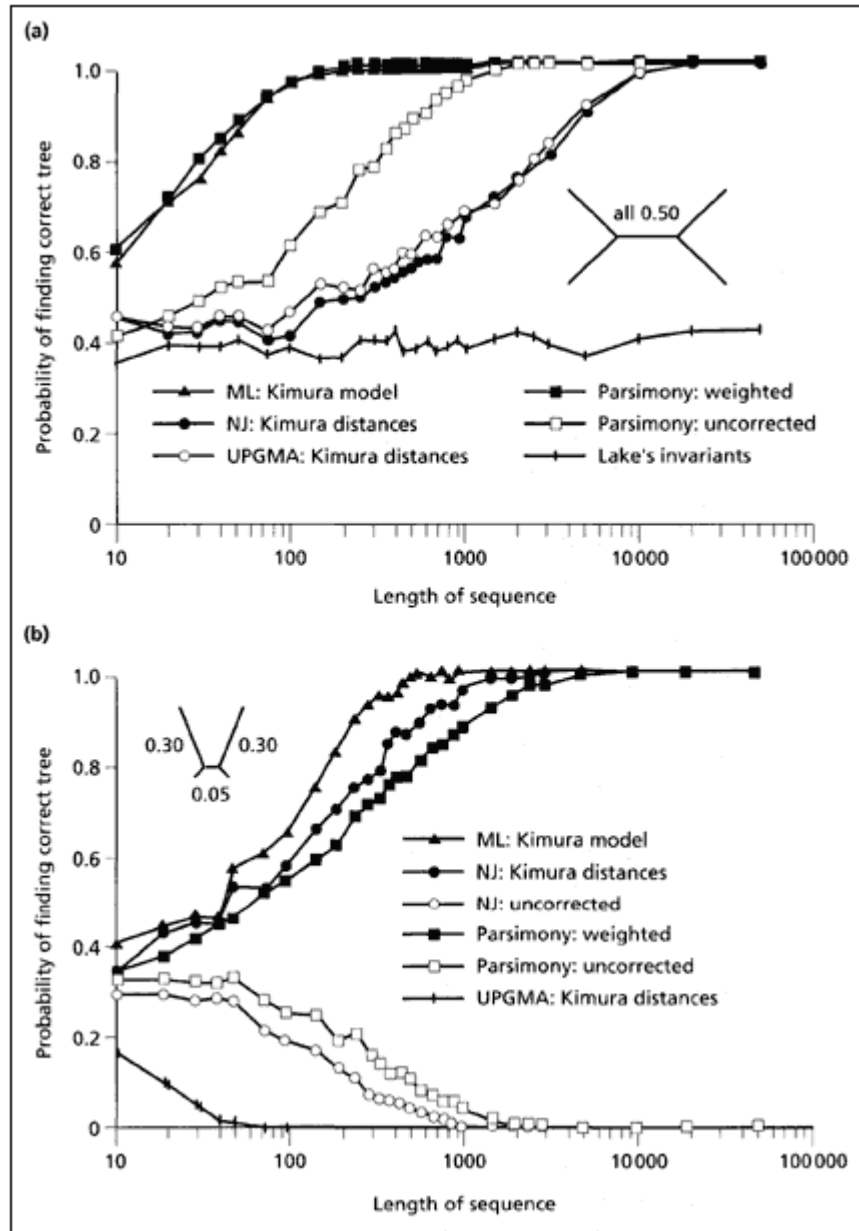 (a)
1.0
0.8
0.6
0.4
0.2
0
Probability of finding correct tree
all 0.50
ML: Kimura model
NJ: Kimura distances
UPGMA: Kimura distances
Parsimony: weighted
Parsimony: uncorrected
Lake's invariants
10 100 1000 10000 100000
Length of sequence
(b)
1.0
0.8
0.6
0.4
0.2
0
Probability of finding correct tree
0.30 0.30
0.05
ML: Kimura model
NJ: Kimura distances
NJ: uncorrected
Parsimony: weighted
Parsimony: uncorrected
UPGMA: Kimura distances
10 100 1000 10000 100000
Length of sequence